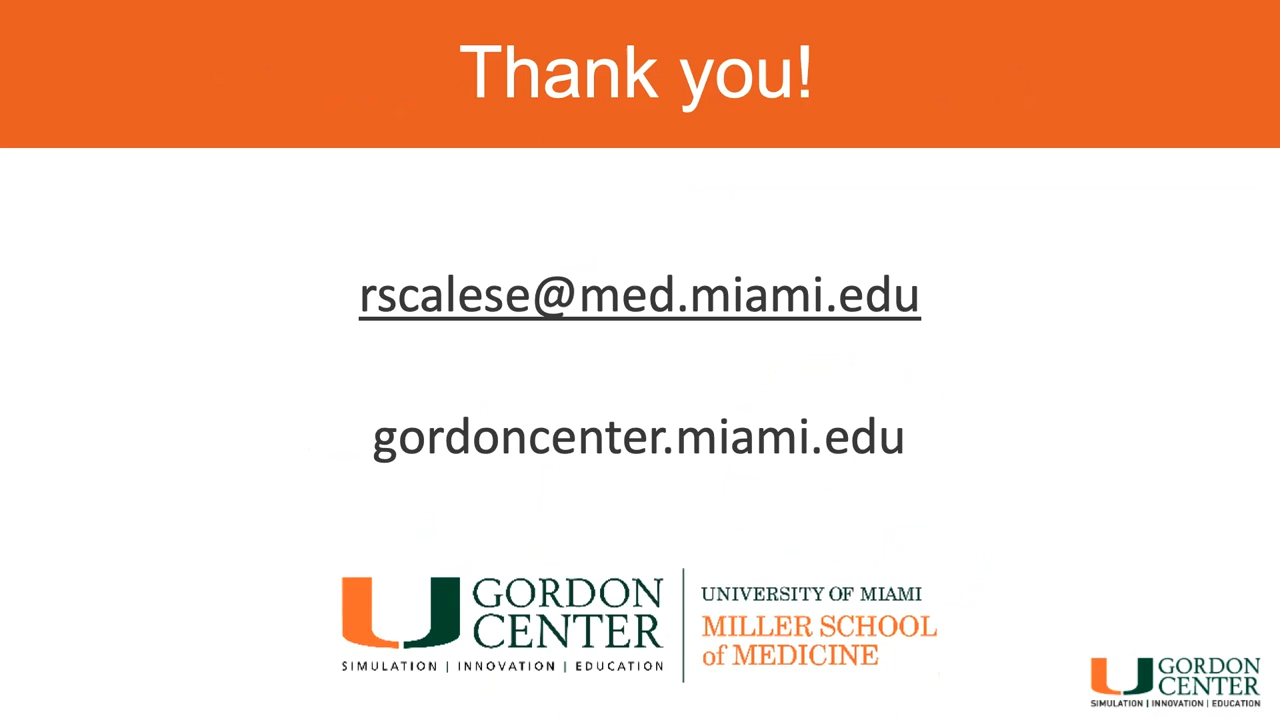 Thank you!
rscalese@med.miami.edu
gordoncenter.miami.edu
GORDON
CENTER
SIMULATION | INNOVATION | EDUCATION
UNIVERSITY OF MIAMI
MILLER SCHOOL
of MEDICINE
GORDON
CENTER
SIMULATION | INNOVATION | EDUCATION